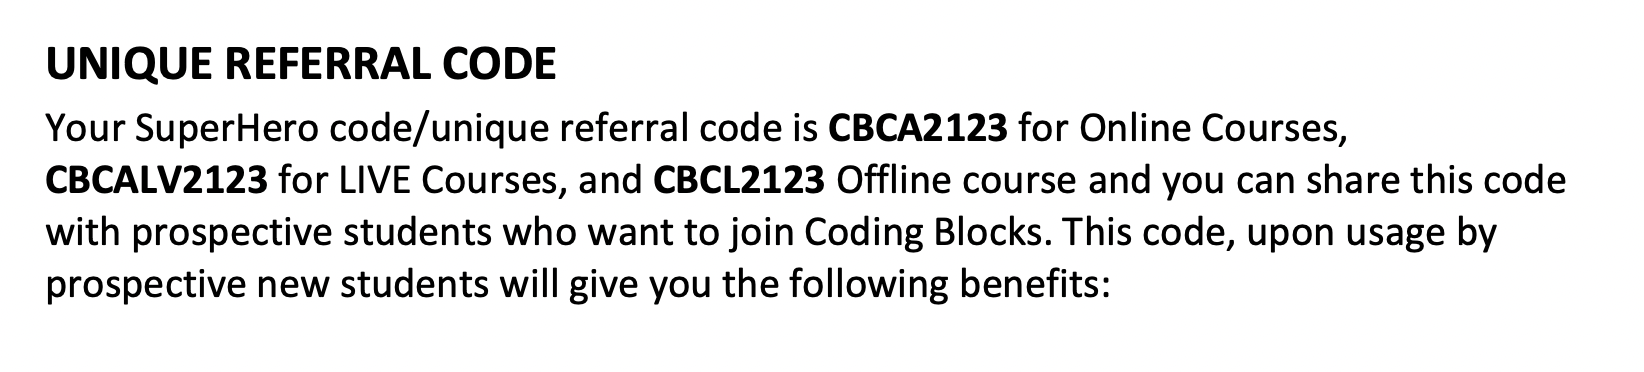 UNIQUE REFERRAL CODE
Your SuperHero code/unique referral code is CBCA2123 for Online Courses,
CBCALV2123 for LIVE Courses, and CBCL2123 Offline course and you can share this code
with prospective students who want to join Coding Blocks. This code, upon usage by
prospective new students will give you the following benefits: